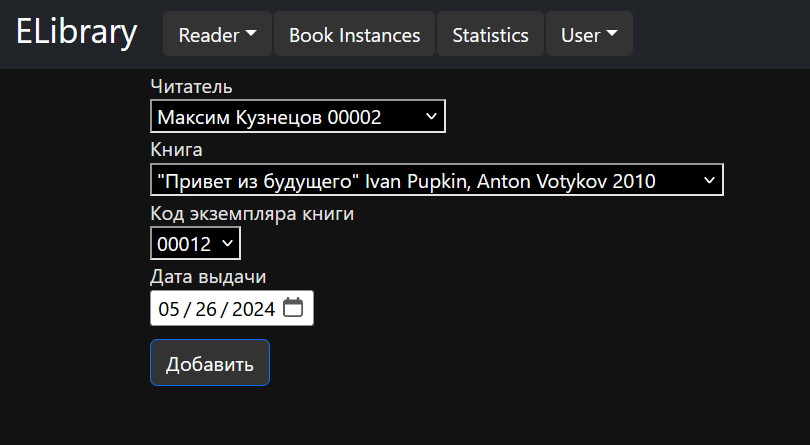 ELibrary Reader Book Instances Statistics User
Читатель
Максим Кузнецов 00002
Книга
"Привет из будущего" Ivan Pupkin, Anton Votykov 2010
Код экземпляра книги
00012
Дата выдачи
05/26/2024
Добавить